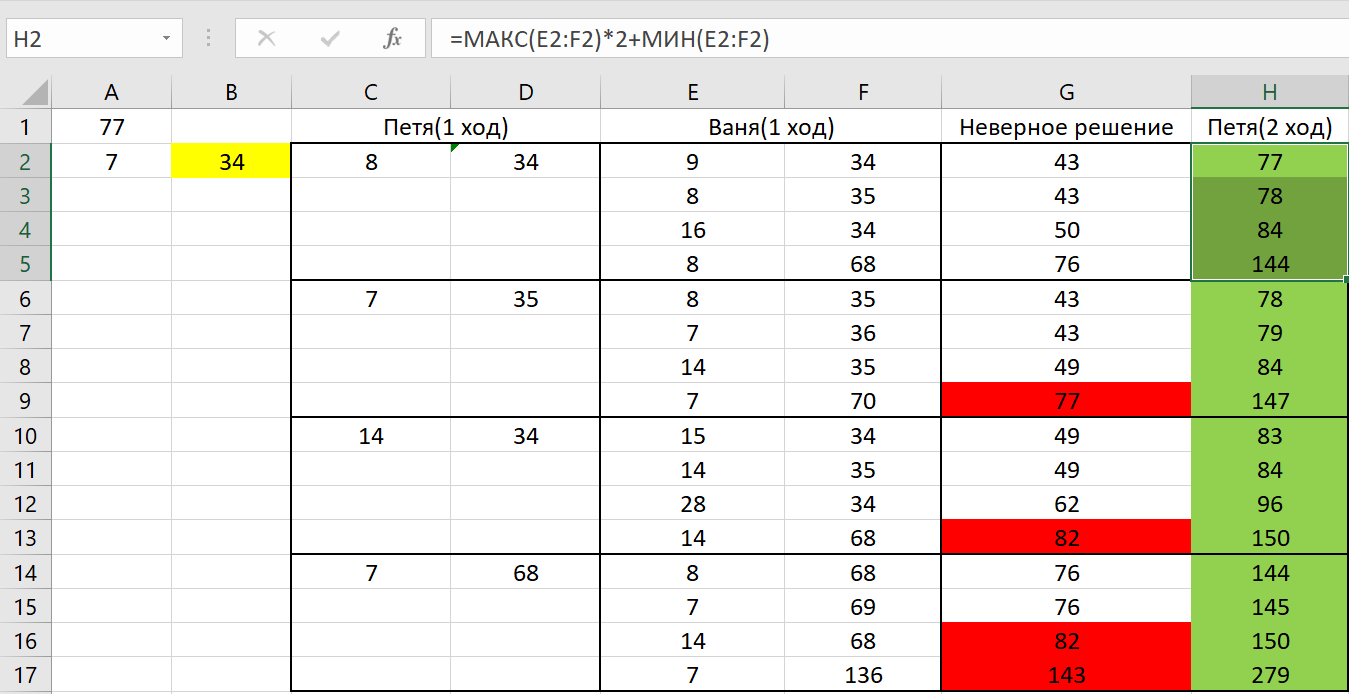 H2 fx =МАКС(E2:F2)*2+МИН(E2:F2)
A B C D E F G H
1 77 Петя(1 ход) Ваня(1 ход) Неверное решение Петя(2 ход)
2 7 34 8 34 9 34 43 77
3 8 35 43 78
4 16 34 50 84
5 8 68 76 144
6 7 35 8 35 43 78
7 7 36 43 79
8 14 35 49 84
9 7 70 77 147
10 14 34 15 34 49 83
11 14 35 49 84
12 28 34 62 96
13 14 68 82 150
14 7 68 8 68 76 144
15 7 69 76 145
16 14 68 82 150
17 7 136 143 279